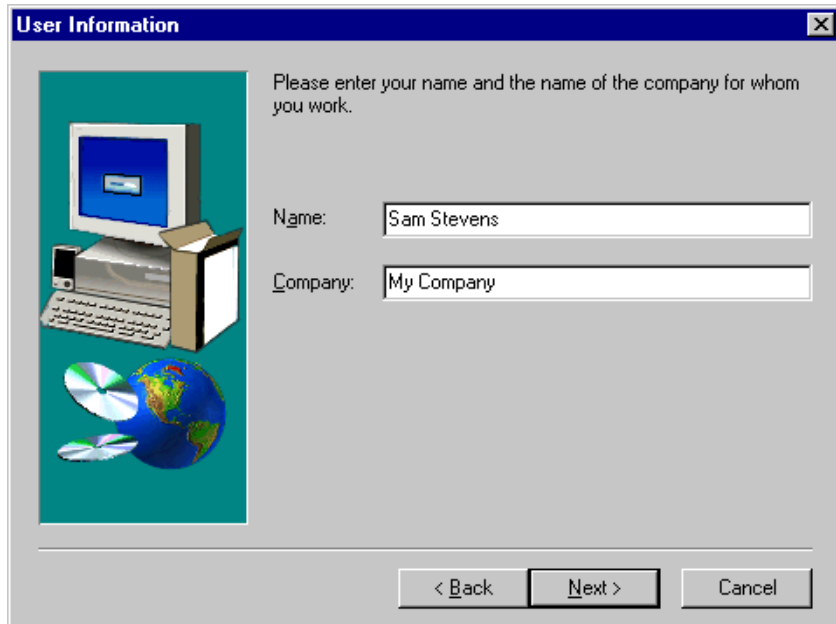 User Information
Please enter your name and the name of the company for whom
you work.
Name: Sam Stevens
Company: My Company
< Back Next > Cancel